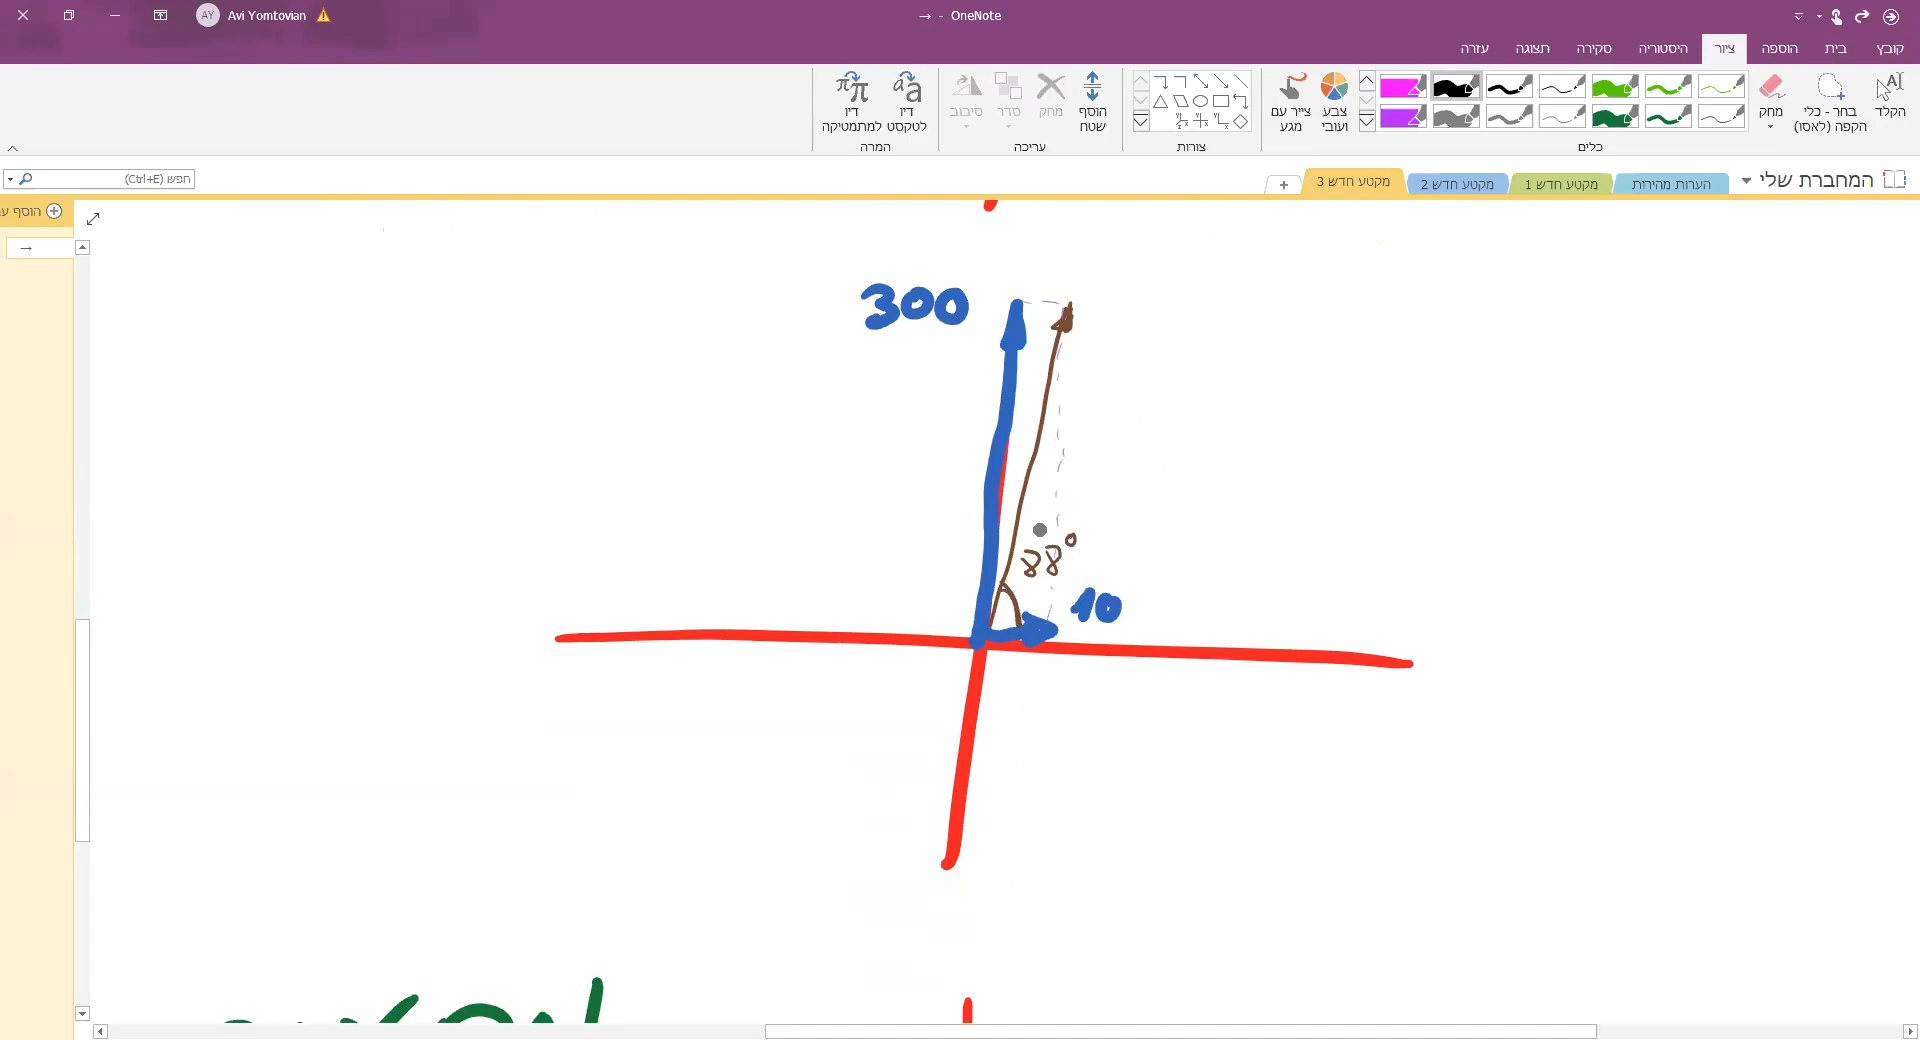 Avi Yomtovian
AY
→ - OneNote
קובץ
בית
הוספה
ציור
היסטוריה
סקירה
תצוגה
עזרה
הקלד
בחר - כלי
הקפה (לאסו)
מחק
כלים
צבע
ועובי
צייר עם
מגע
צורות
הוסף
שטח
מחק
סדר
סיבוב
עריכה
דיו
לטקסט
דיו
למתמטיקה
המרה
המחברת שלי
הערות מהירות
מקטע חדש 1
מקטע חדש 2
מקטע חדש 3
+
חפש (Ctrl+E)
→
300
88°
10